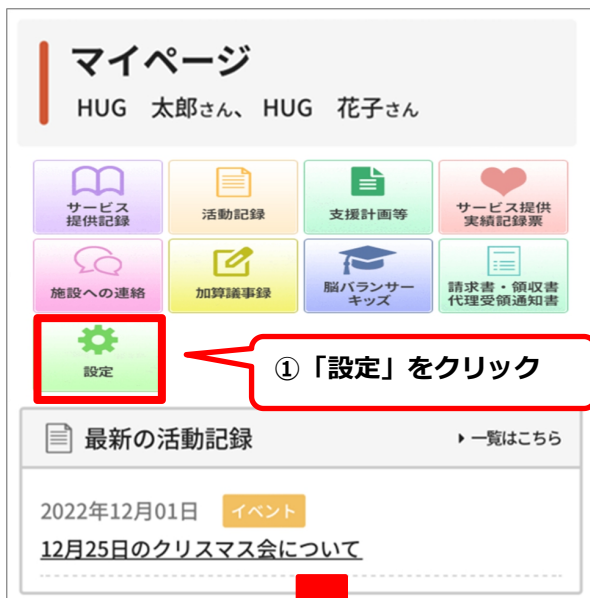 マイページ
HUG　太郎さん、HUG　花子さん
サービス
提供記録
活動記録
支援計画等
サービス提供
実績記録票
施設への連絡
加算議事録
脳バランサー
キッズ
請求書・領収書
代理受領通知書
設定
①「設定」をクリック
最新の活動記録
一覧はこちら
2022年12月01日
イベント
12月25日のクリスマス会について